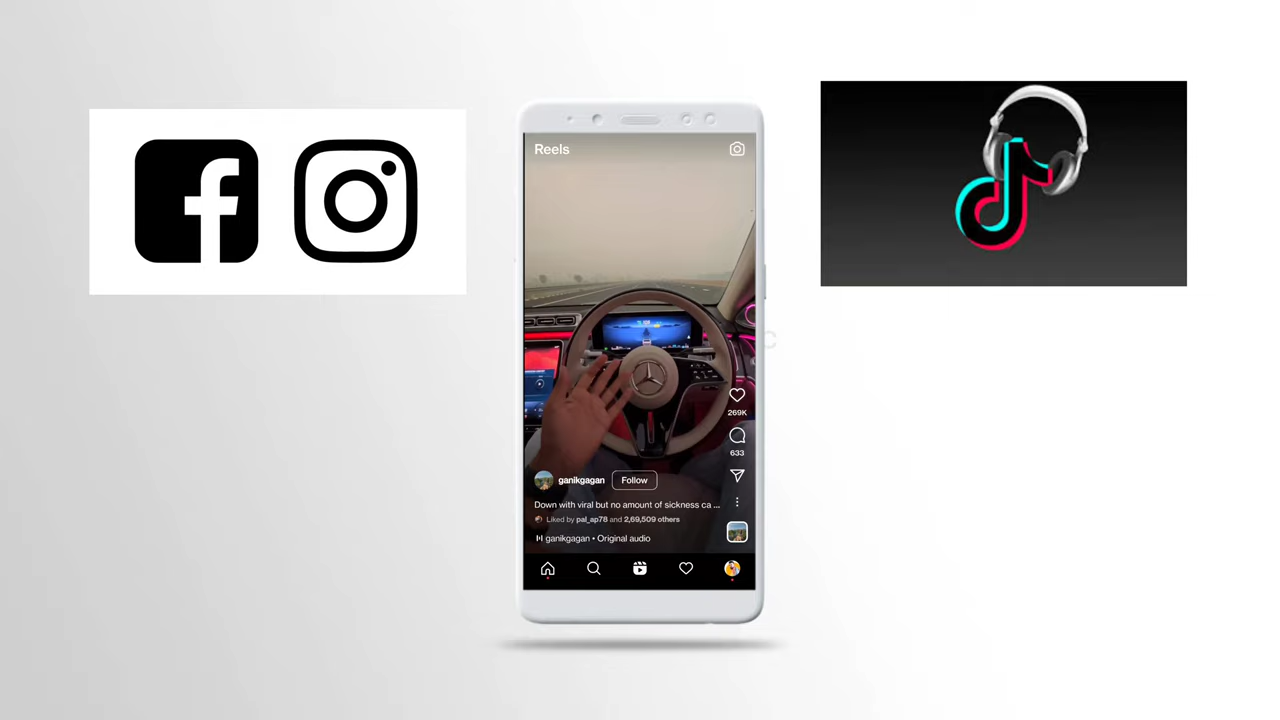 Reels
269K
633
ganikgagan Follow
Down with viral but no amount of sickness ca ...
Liked by pal_ap78 and 2,69,509 others
ganikgagan • Original audio